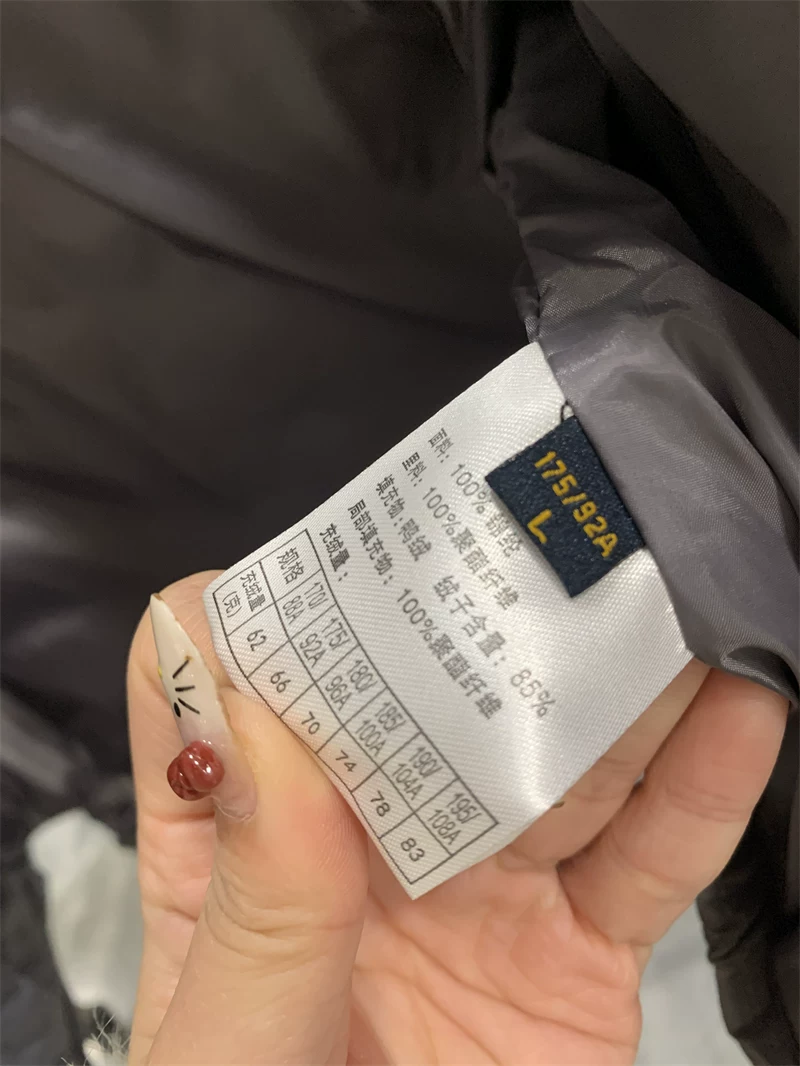 175/92A
L
面料：100%锦纶
里料：100%聚酯纤维
填充物：鸭绒 绒子含量：85%
局部填充物：100%聚酯纤维
充绒量：
规格 170/88A 175/92A 180/96A 185/100A 190/104A 195/108A
充绒量(克) 62 66 70 74 78 83